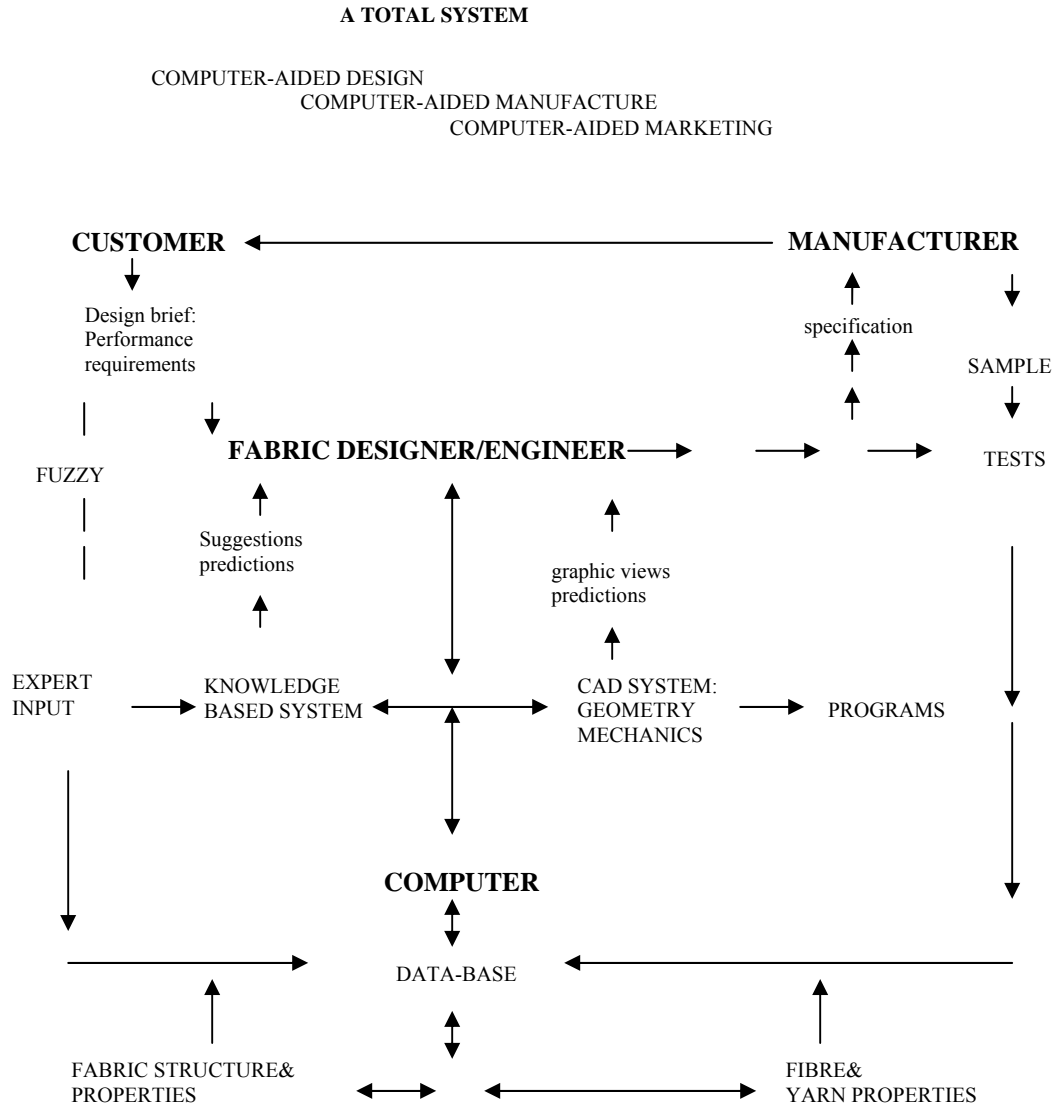 A TOTAL SYSTEM
COMPUTER-AIDED DESIGN
COMPUTER-AIDED MANUFACTURE
COMPUTER-AIDED MARKETING
CUSTOMER
MANUFACTURER
Design brief:
Performance
requirements
specification
SAMPLE
FABRIC DESIGNER/ENGINEER
TESTS
FUZZY
Suggestions
predictions
graphic views
predictions
EXPERT
INPUT
KNOWLEDGE
BASED SYSTEM
CAD SYSTEM:
GEOMETRY
MECHANICS
PROGRAMS
COMPUTER
DATA-BASE
FABRIC STRUCTURE&
PROPERTIES
FIBRE&
YARN PROPERTIES